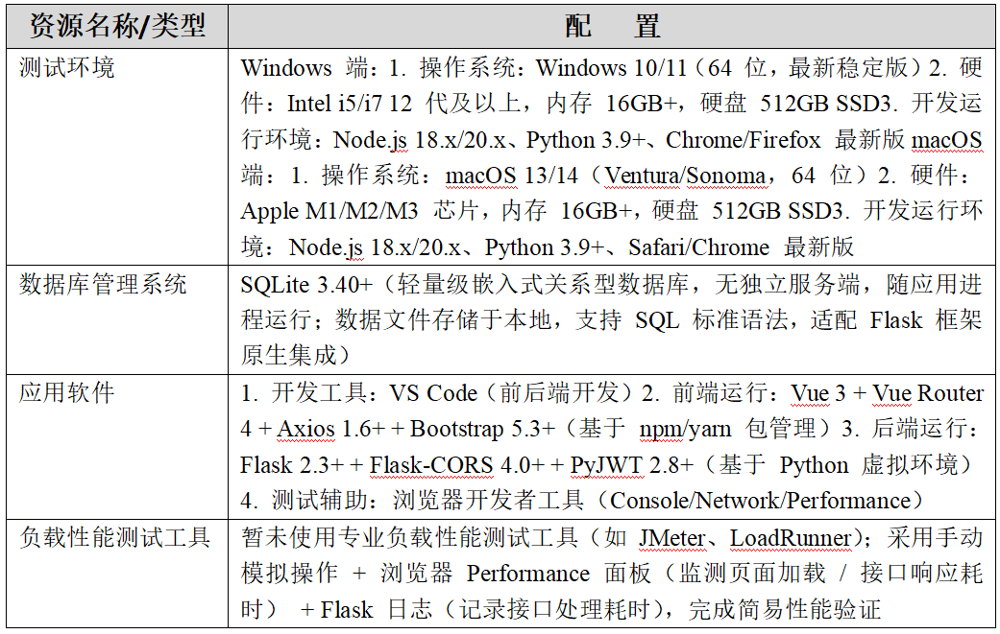 资源名称/类型 配 置
测试环境 Windows 端:1. 操作系统:Windows 10/11(64 位,最新稳定版)2. 硬
件:Intel i5/i7 12 代及以上,内存 16GB+,硬盘 512GB SSD3. 开发运
行环境:Node.js 18.x/20.x、Python 3.9+、Chrome/Firefox 最新版 macOS
端:1. 操作系统:macOS 13/14(Ventura/Sonoma,64 位)2. 硬件:
Apple M1/M2/M3 芯片,内存 16GB+,硬盘 512GB SSD3. 开发运行环
境:Node.js 18.x/20.x、Python 3.9+、Safari/Chrome 最新版
数据库管理系统 SQLite 3.40+(轻量级嵌入式关系型数据库,无独立服务端,随应用进
程运行;数据文件存储于本地,支持 SQL 标准语法,适配 Flask 框架
原生集成)
应用软件 1. 开发工具:VS Code(前后端开发)2. 前端运行:Vue 3 + Vue Router
4 + Axios 1.6+ + Bootstrap 5.3+(基于 npm/yarn 包管理)3. 后端运行:
Flask 2.3+ + Flask-CORS 4.0+ + PyJWT 2.8+(基于 Python 虚拟环境)
4. 测试辅助:浏览器开发者工具(Console/Network/Performance)
负载性能测试工具 暂未使用专业负载性能测试工具(如 JMeter、LoadRunner);采用手动
模拟操作 + 浏览器 Performance 面板(监测页面加载 / 接口响应耗
时) + Flask 日志(记录接口处理耗时),完成简易性能验证